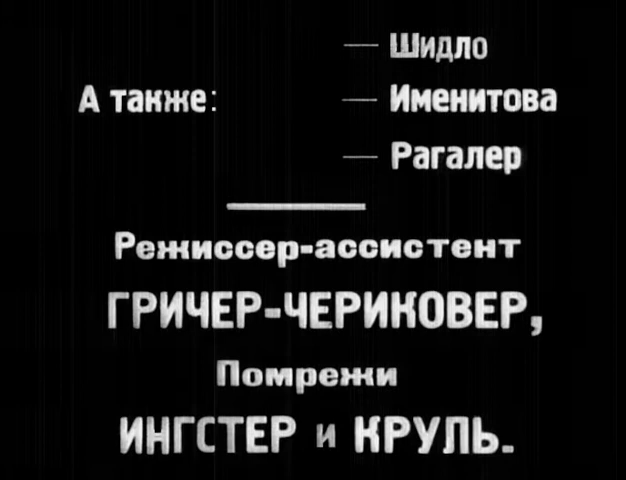 — Шидло
А также: — Именитова
— Рагалер
Режиссер-ассистент
ГРИЧЕР-ЧЕРИКОВЕР,
Помрежи
ИНГСТЕР и КРУЛЬ.